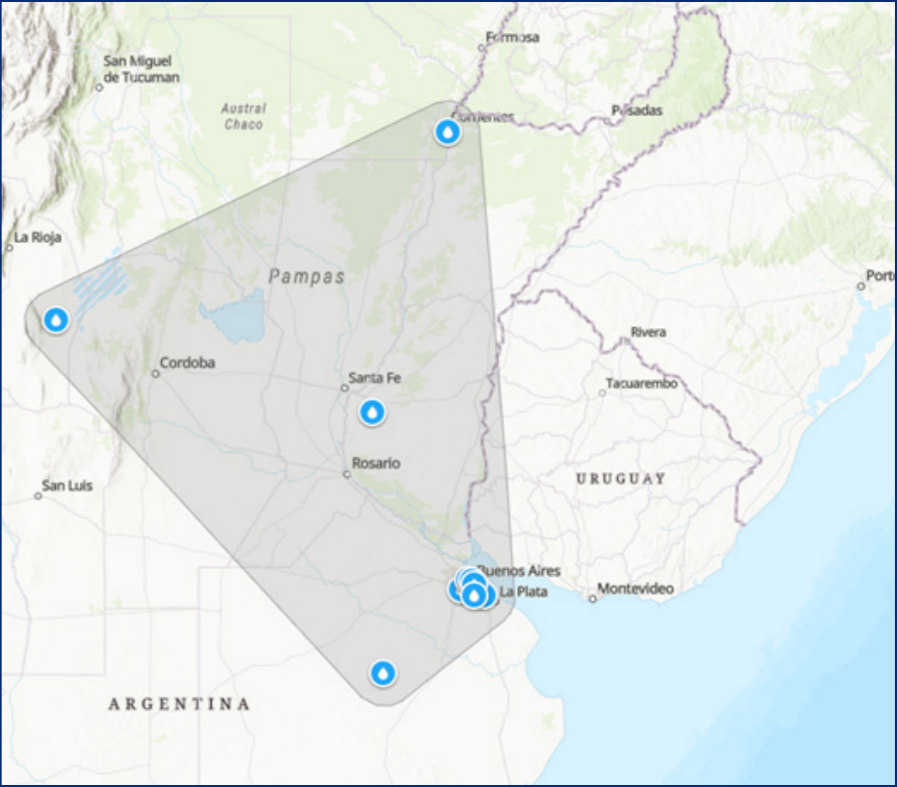 Formosa
San Miguel
de Tucuman
Austral
Chaco
Corrientes
Posadas
La Rioja
Pampas
Port
Rivera
Cordoba
Santa Fe
Tacuarembo
Rosario
URUGUAY
San Luis
Buenos Aires
La Plata
Montevideo
ARGENTINA